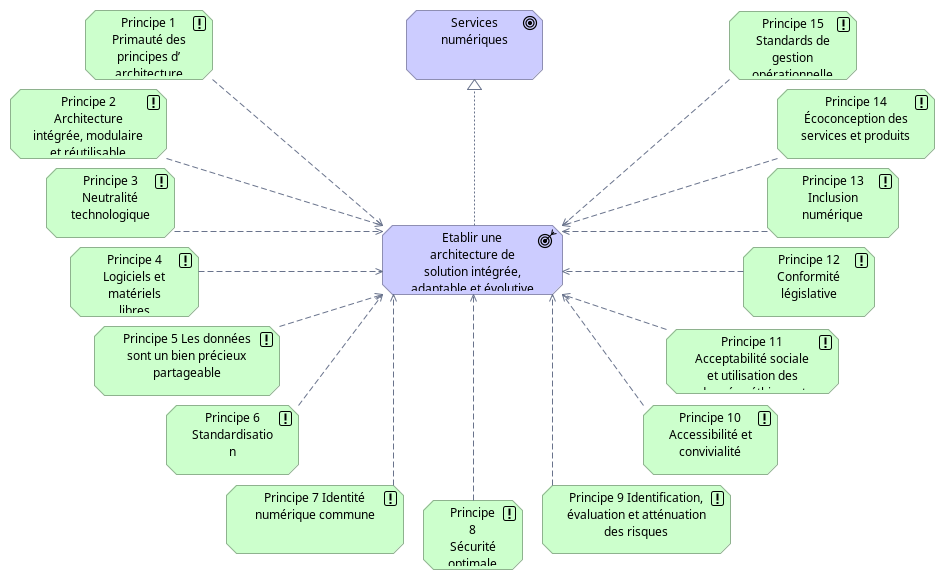 Principe 1
Primauté des
principes d’
architecture
Services
numériques
Principe 15
Standards de
gestion
opérationnelle
Principe 2
Architecture
intégrée, modulaire
et réutilisable
Principe 14
Écoconception des
services et produits
Principe 3
Neutralité
technologique
Principe 13
Inclusion
numérique
Etablir une
architecture de
solution intégrée,
adaptable et évolutive
Principe 4
Logiciels et
matériels
libres
Principe 12
Conformité
législative
Principe 5 Les données
sont un bien précieux
partageable
Principe 11
Acceptabilité sociale
et utilisation des
Principe 6
Standardisatio
n
Principe 10
Accessibilité et
convivialité
Principe 7 Identité
numérique commune
Principe
8
Sécurité
optimale
Principe 9 Identification,
évaluation et atténuation
des risques